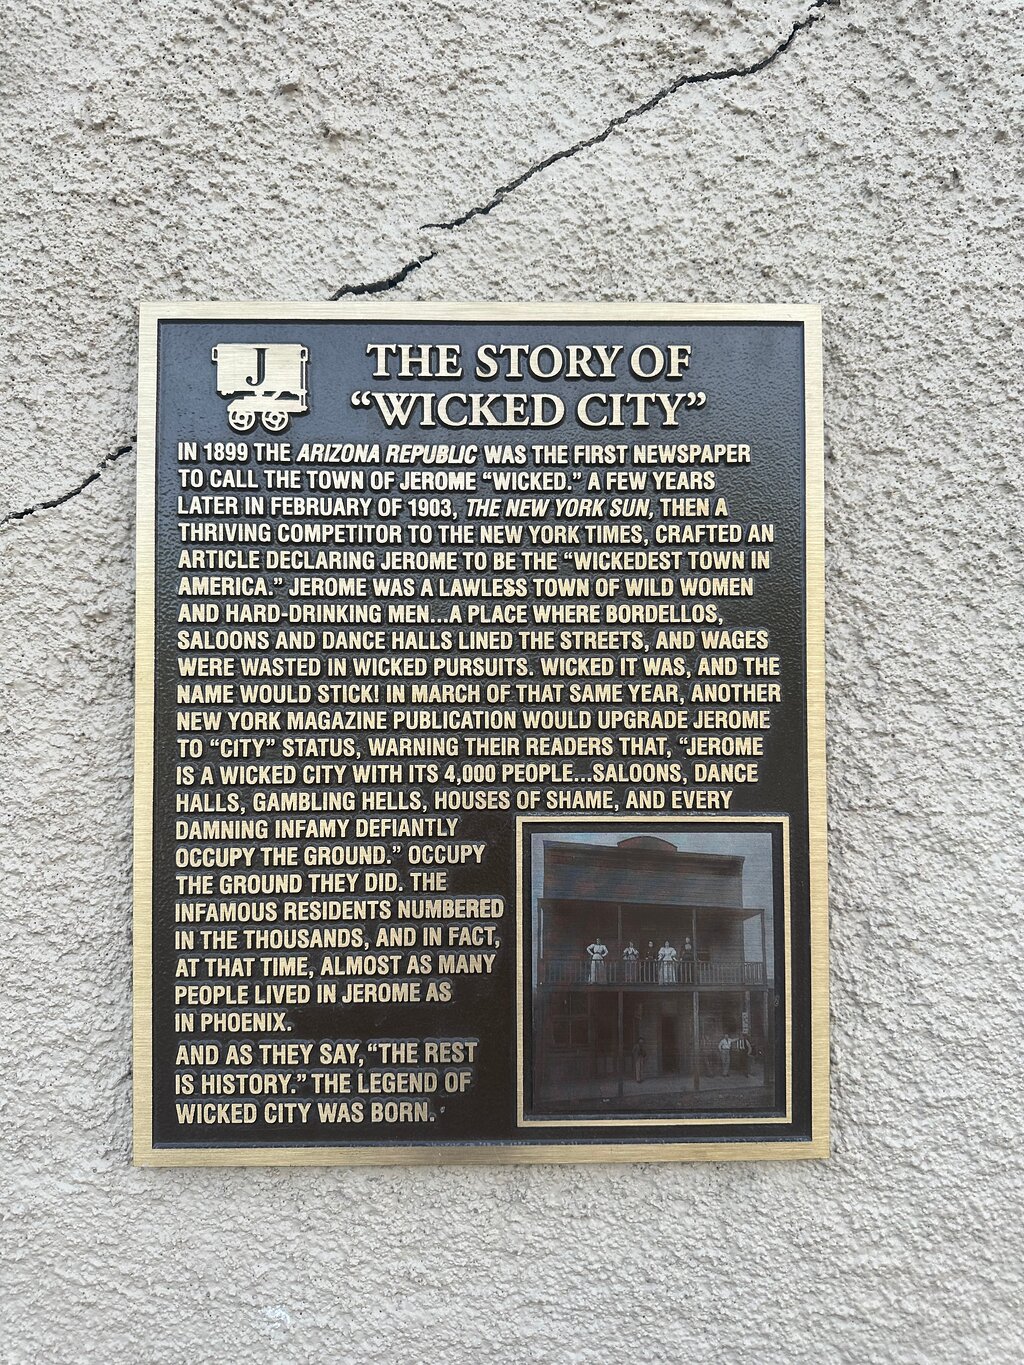 J
THE STORY OF
“WICKED CITY”
IN 1899 THE ARIZONA REPUBLIC WAS THE FIRST NEWSPAPER
TO CALL THE TOWN OF JEROME “WICKED.” A FEW YEARS
LATER IN FEBRUARY OF 1903, THE NEW YORK SUN, THEN A
THRIVING COMPETITOR TO THE NEW YORK TIMES, CRAFTED AN
ARTICLE DECLARING JEROME TO BE THE “WICKEDEST TOWN IN
AMERICA.” JEROME WAS A LAWLESS TOWN OF WILD WOMEN
AND HARD-DRINKING MEN...A PLACE WHERE BORDELLOS,
SALOONS AND DANCE HALLS LINED THE STREETS, AND WAGES
WERE WASTED IN WICKED PURSUITS. WICKED IT WAS, AND THE
NAME WOULD STICK! IN MARCH OF THAT SAME YEAR, ANOTHER
NEW YORK MAGAZINE PUBLICATION WOULD UPGRADE JEROME
TO “CITY” STATUS, WARNING THEIR READERS THAT, “JEROME
IS A WICKED CITY WITH ITS 4,000 PEOPLE...SALOONS, DANCE
HALLS, GAMBLING HELLS, HOUSES OF SHAME, AND EVERY
DAMNING INFAMY DEFIANTLY
OCCUPY THE GROUND.” OCCUPY
THE GROUND THEY DID. THE
INFAMOUS RESIDENTS NUMBERED
IN THE THOUSANDS, AND IN FACT,
AT THAT TIME, ALMOST AS MANY
PEOPLE LIVED IN JEROME AS
IN PHOENIX.
AND AS THEY SAY, “THE REST
IS HISTORY.” THE LEGEND OF
WICKED CITY WAS BORN.